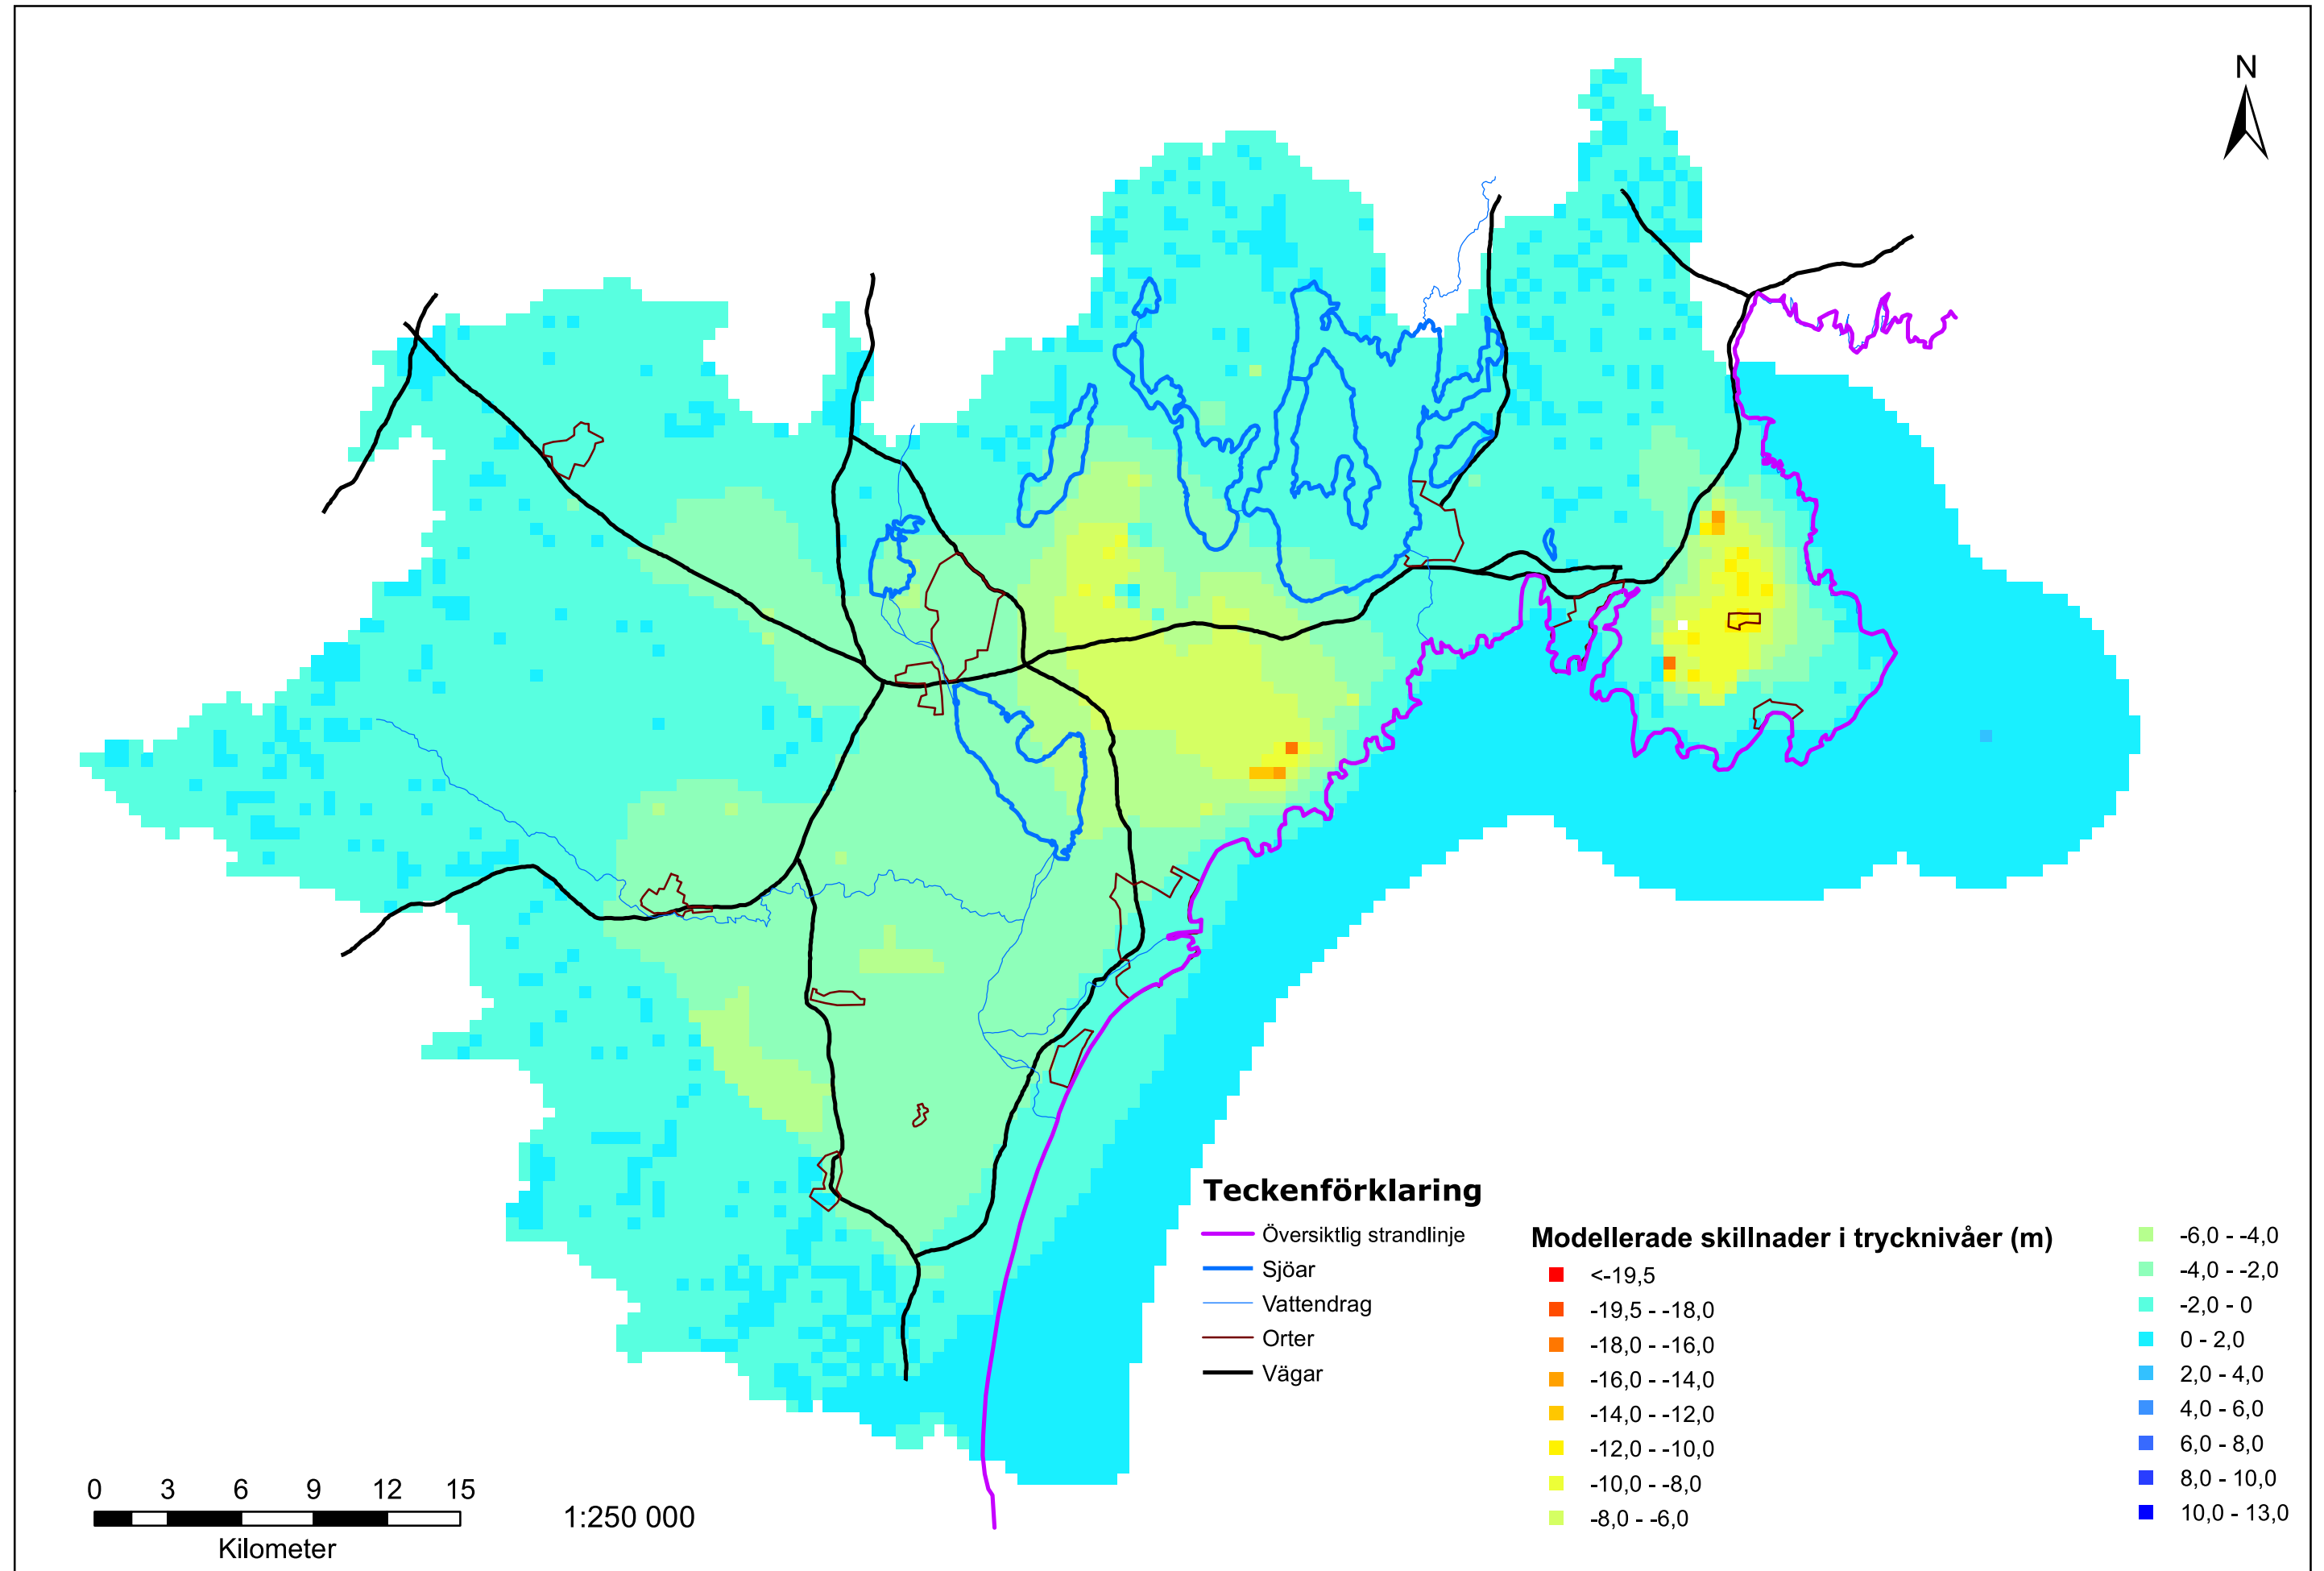 N
Teckenförklaring
Översiktlig strandlinje
Sjöar
Vattendrag
Orter
Vägar
Modellerade skillnader i trycknivåer (m)
<-19,5
-19,5 - -18,0
-18,0 - -16,0
-16,0 - -14,0
-14,0 - -12,0
-12,0 - -10,0
-10,0 - -8,0
-8,0 - -6,0
-6,0 - -4,0
-4,0 - -2,0
-2,0 - 0
0 - 2,0
2,0 - 4,0
4,0 - 6,0
6,0 - 8,0
8,0 - 10,0
10,0 - 13,0
0 3 6 9 12 15
Kilometer
1:250 000